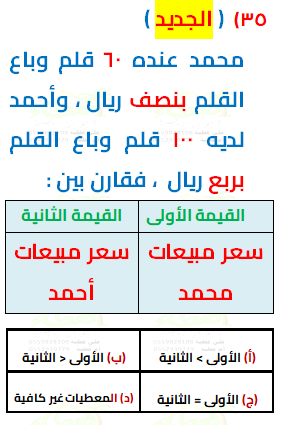 ٣٥) ( الجديد )
محمد عنده ٦٠ قلم وباع
القلم بنصف ريال ، وأحمد
لديه ١٠٠ قلم وباع القلم
بربع ريال ، فقارن بين :
القيمة الأولى القيمة الثانية
سعر مبيعات محمد سعر مبيعات أحمد
(أ) الأولى > الثانية (ب) الأولى < الثانية
(ج) الأولى = الثانية (د) المعطيات غير كافية